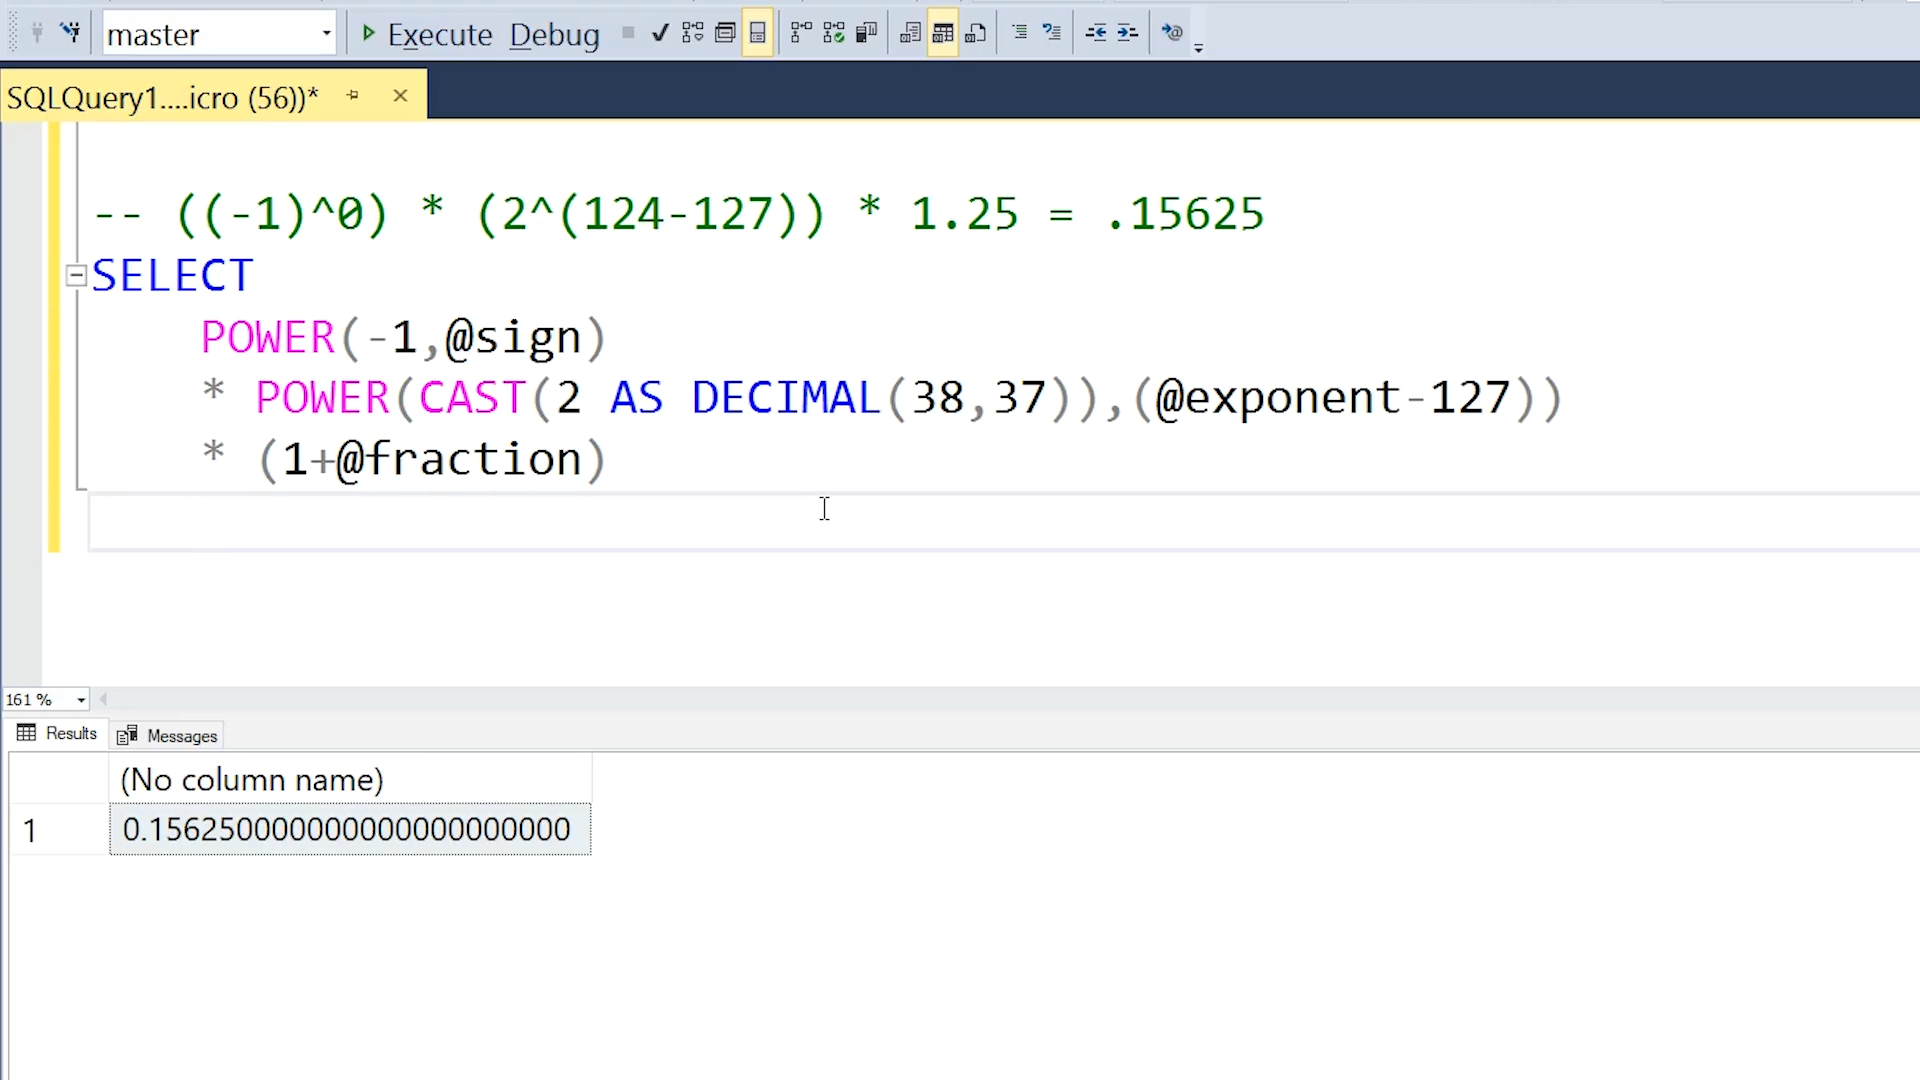 master
Execute
Debug
SQLQuery1....icro (56))*
-- ((-1)^0) * (2^(124-127)) * 1.25 = .15625
SELECT
POWER(-1,@sign)
* POWER(CAST(2 AS DECIMAL(38,37)),(@exponent-127))
* (1+@fraction)
161 %
Results
Messages
(No column name)
1
0.156250000000000000000000